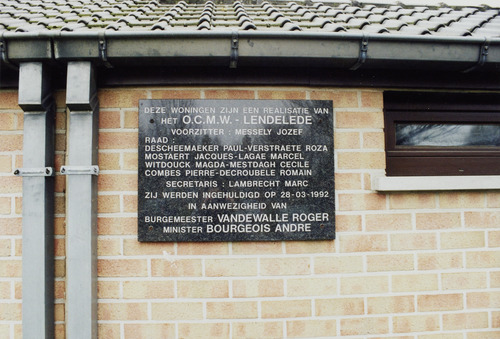 DEZE WONINGEN ZIJN EEN REALISATIE VAN
HET O.C.M.W. - LENDELEDE
VOORZITTER : MESSELY JOZEF
RAAD :
DESCHEEMAEKER PAUL-VERSTRAETE ROZA
MOSTAERT JACQUES-LAGAE MARCEL
WITDOUCK MAGDA-MESTDAGH CECILE
COMBES PIERRE-DECROUBELE ROMAIN
SECRETARIS : LAMBRECHT MARC
ZIJ WERDEN INGEHULDIGD OP 28-03-1992
IN AANWEZIGHEID VAN
BURGEMEESTER VANDEWALLE ROGER
MINISTER BOURGEOIS ANDRE